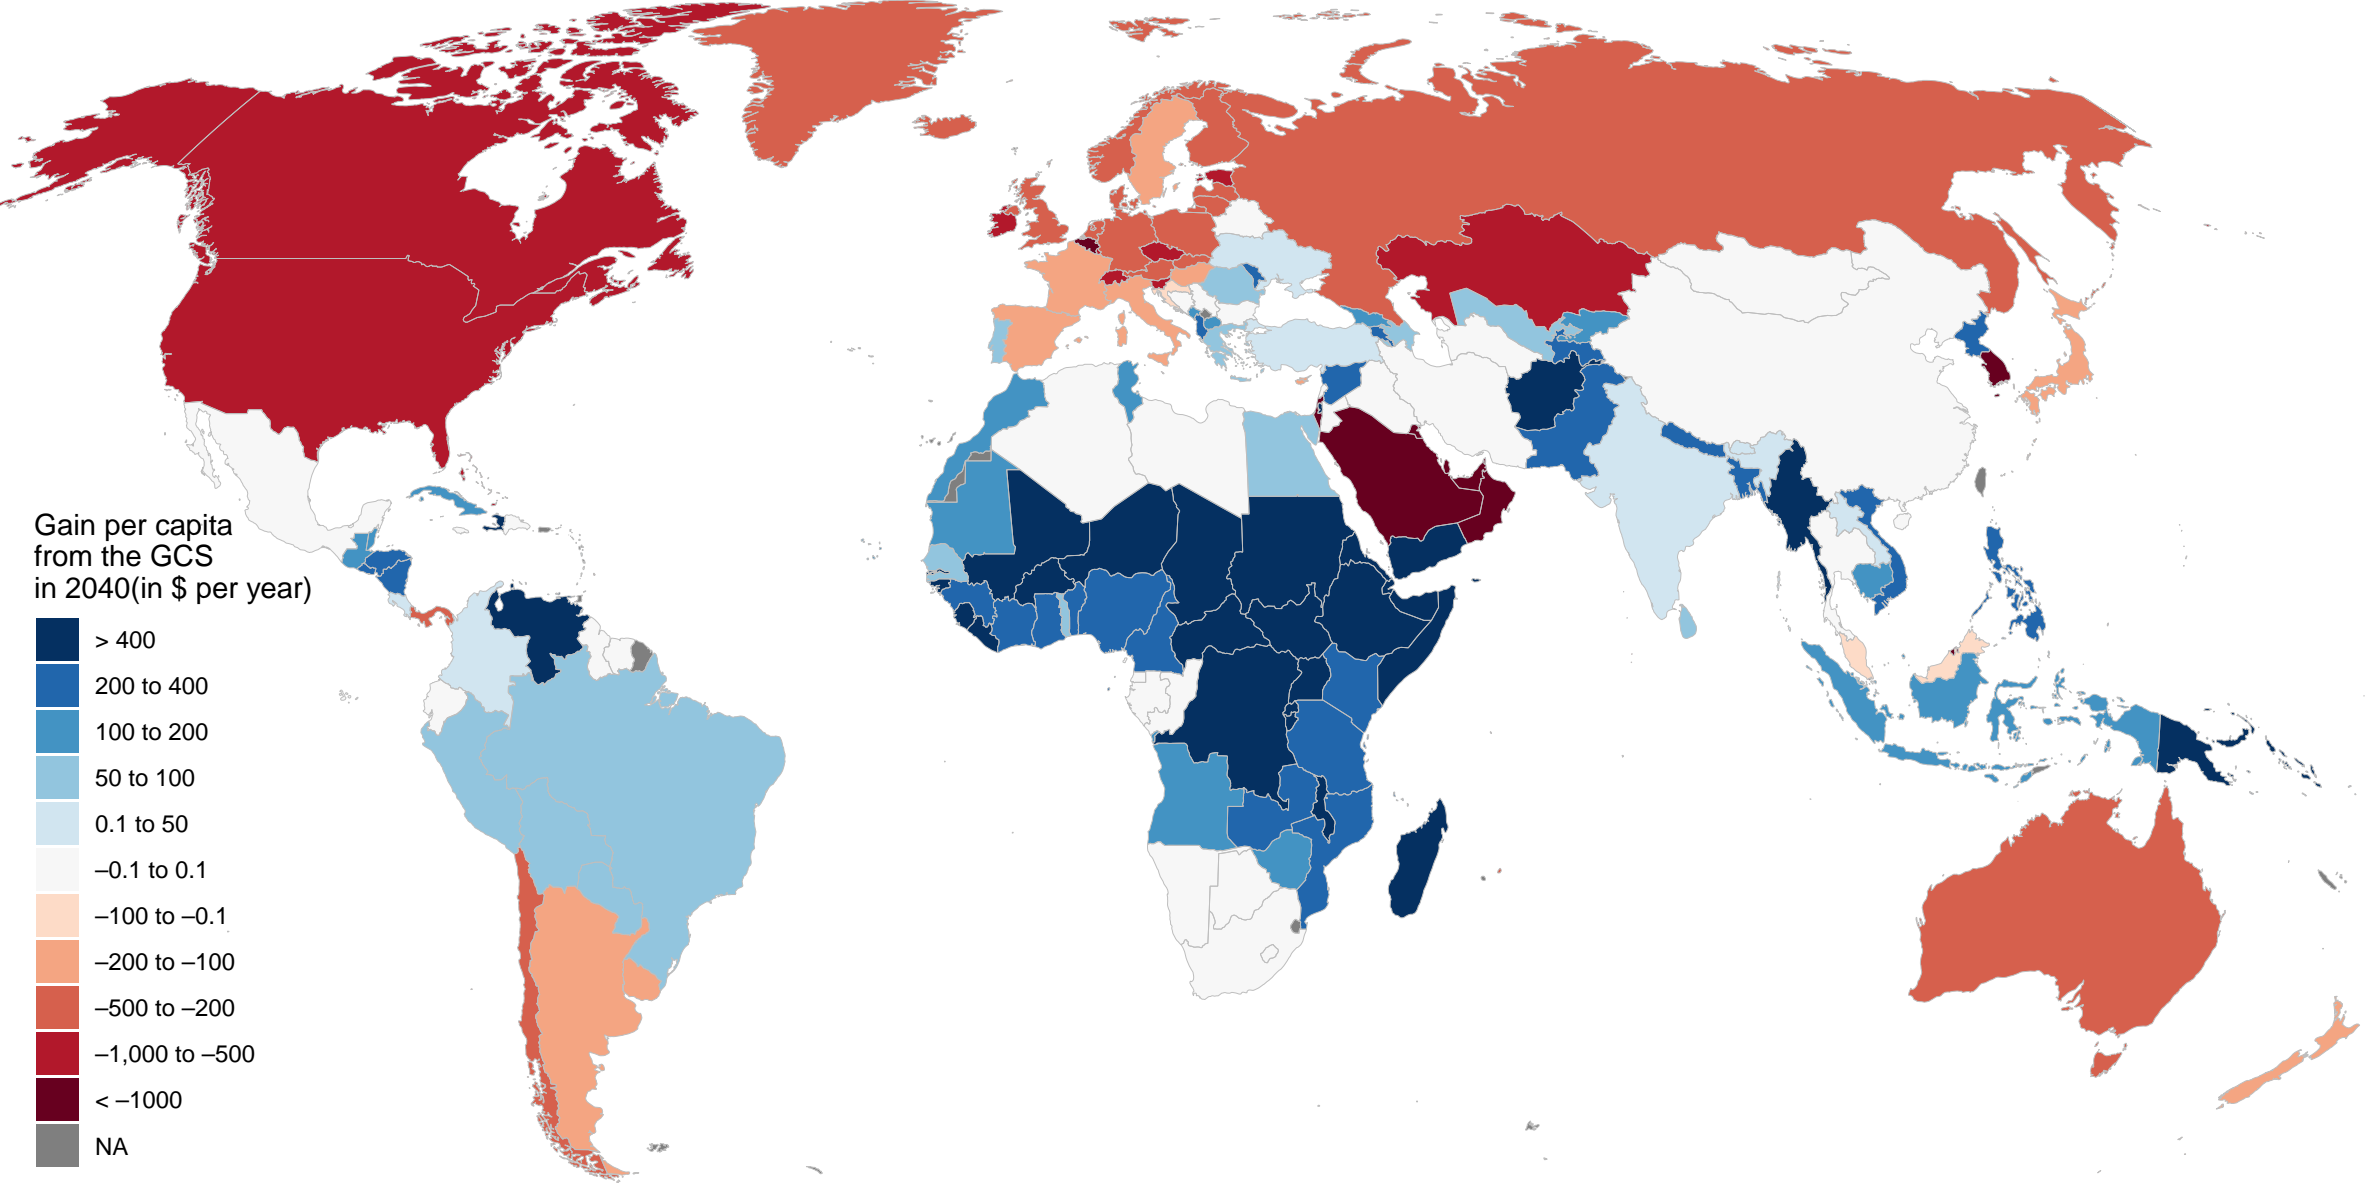 Gain per capita
from the GCS
in 2040(in $ per year)
> 400
200 to 400
100 to 200
50 to 100
0.1 to 50
–0.1 to 0.1
–100 to –0.1
–200 to –100
–500 to –200
–1,000 to –500
< –1000
NA